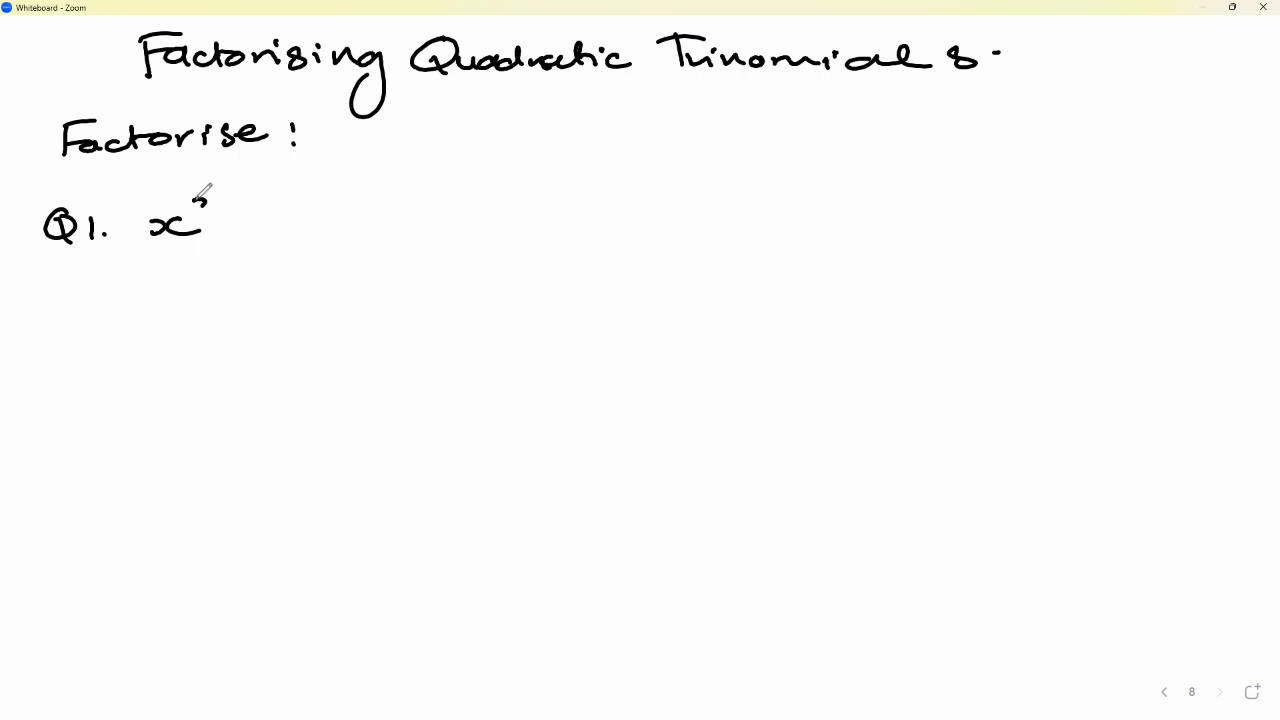 Whiteboard - Zoom
Factorising Quadratic Trinomials.
Factorise:
Q1. x
8